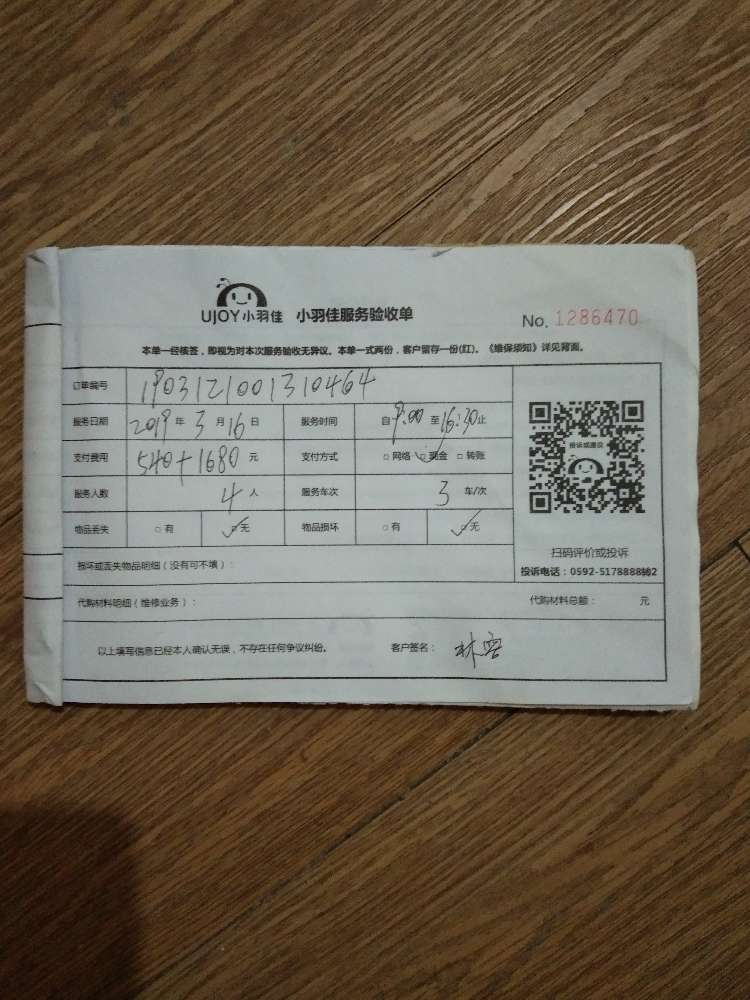 UJOY小羽佳 小羽佳服务验收单 No. 1286470
本单一经核签，即视为对本次服务验收无异议。本单一式两份，客户留存一份(红)。《维保须知》详见背面。
订单编号 1903121001310464
服务日期 2019 年 3 月 16 日 服务时间 自 9:00 至 16:30 止
支付费用 540+1680 元 支付方式 □ 网络 □ 现金 □ 转账
服务人数 4 人 服务车次 3 车/次
物品丢失 □ 有 □ 无 物品损坏 □ 有 □ 无
投诉或建议
扫码评价或投诉
投诉电话：0592-5178888转2
损坏或丢失物品明细（没有可不填）：
代购材料明细（维修业务）： 代购材料总额： 元
以上填写信息已经本人确认无误，不存在任何争议纠纷。 客户签名： 林